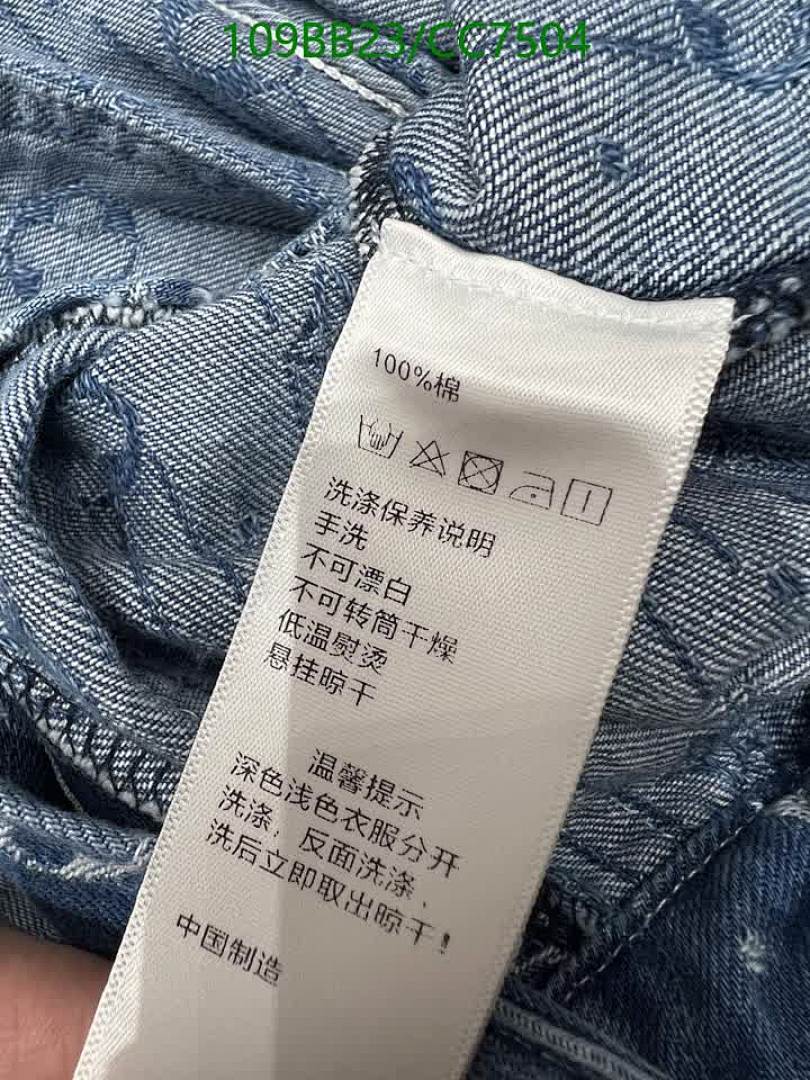 109BB23/CC7504
100%棉
洗涤保养说明
手洗
不可漂白
不可转筒干燥
低温熨烫
悬挂晾干
温馨提示
深色浅色衣服分开
洗涤，反面洗涤、
洗后立即取出晾干！
中国制造